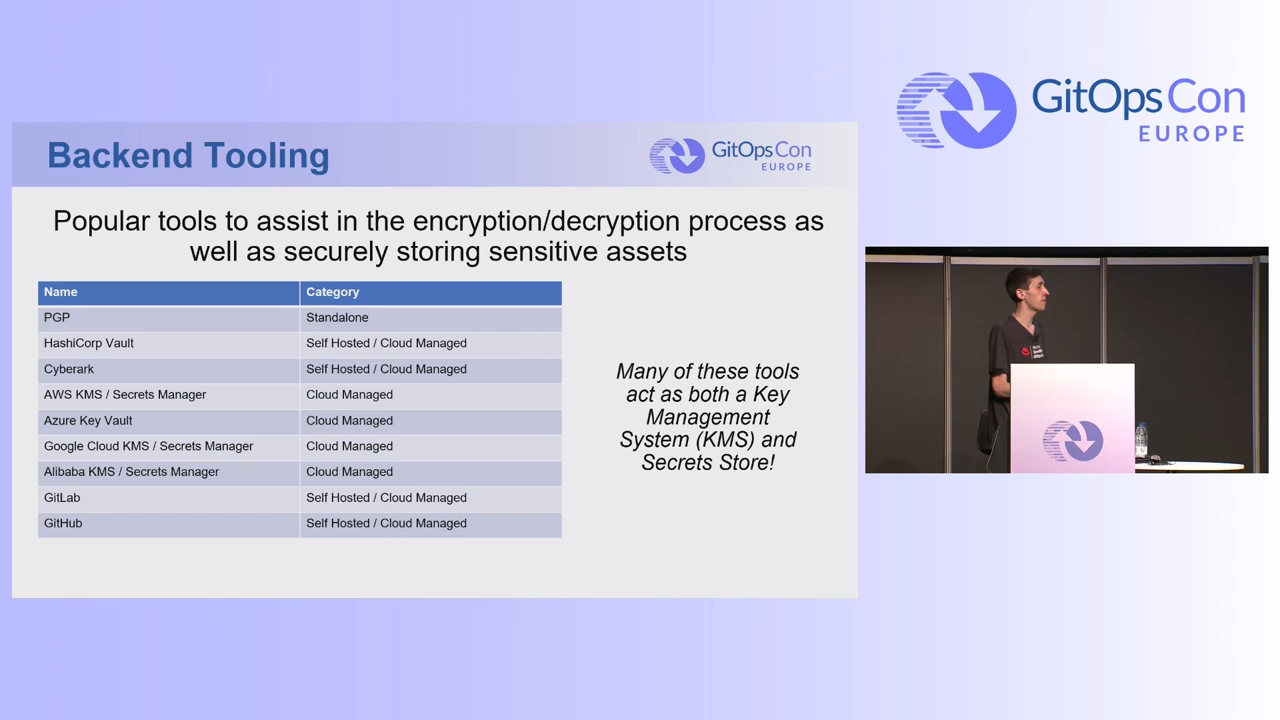 GitOpsCon
EUROPE
Backend Tooling
GitOpsCon
EUROPE
Popular tools to assist in the encryption/decryption process as
well as securely storing sensitive assets
Name Category
PGP Standalone
HashiCorp Vault Self Hosted / Cloud Managed
Cyberark Self Hosted / Cloud Managed
AWS KMS / Secrets Manager Cloud Managed
Azure Key Vault Cloud Managed
Google Cloud KMS / Secrets Manager Cloud Managed
Alibaba KMS / Secrets Manager Cloud Managed
GitLab Self Hosted / Cloud Managed
GitHub Self Hosted / Cloud Managed
Many of these tools
act as both a Key
Management
System (KMS) and
Secrets Store!